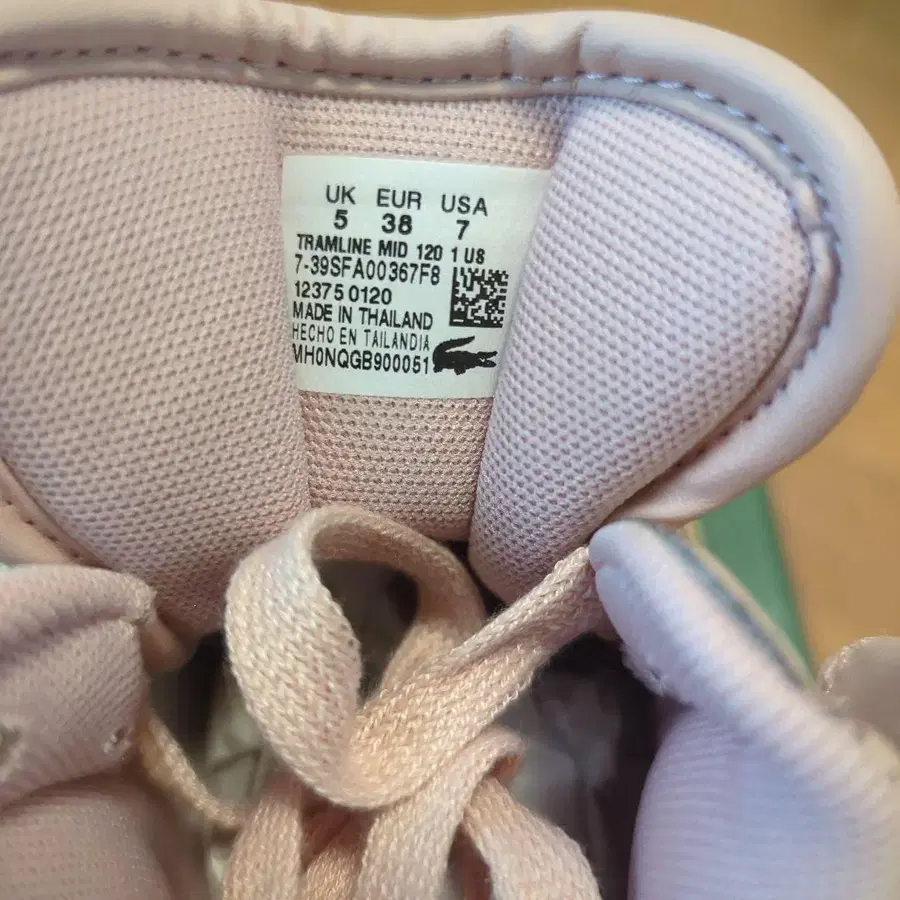 UK EUR USA
5 38 7
TRAMLINE MID 120 1 US
7-39SFA00367F8
12375 0120
MADE IN THAILAND
HECHO EN TAILANDIA
MH0NQGB900051